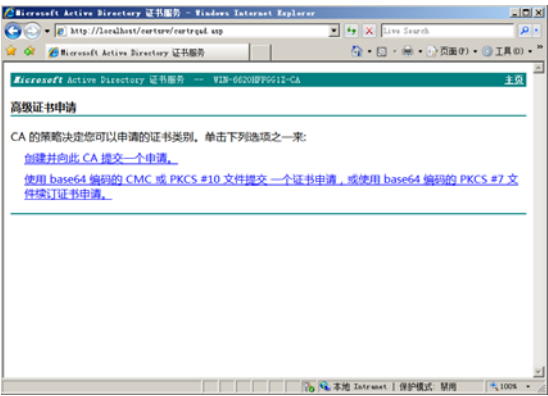 Microsoft Active Directory 证书服务 - Windows Internet Explorer
http://localhost/certsrv/certrqad.asp
Live Search
Microsoft Active Directory 证书服务
页面(P)
工具(O)
Microsoft Active Directory 证书服务 -- WIN-6620HFPGG1Z-CA 主页
高级证书申请
CA 的策略决定您可以申请的证书类别。单击下列选项之一来:
创建并向此 CA 提交一个申请。
使用 base64 编码的 CMC 或 PKCS #10 文件提交 一个证书申请，或使用 base64 编码的 PKCS #7 文
件续订证书申请。
本地 Intranet | 保护模式: 禁用
100%